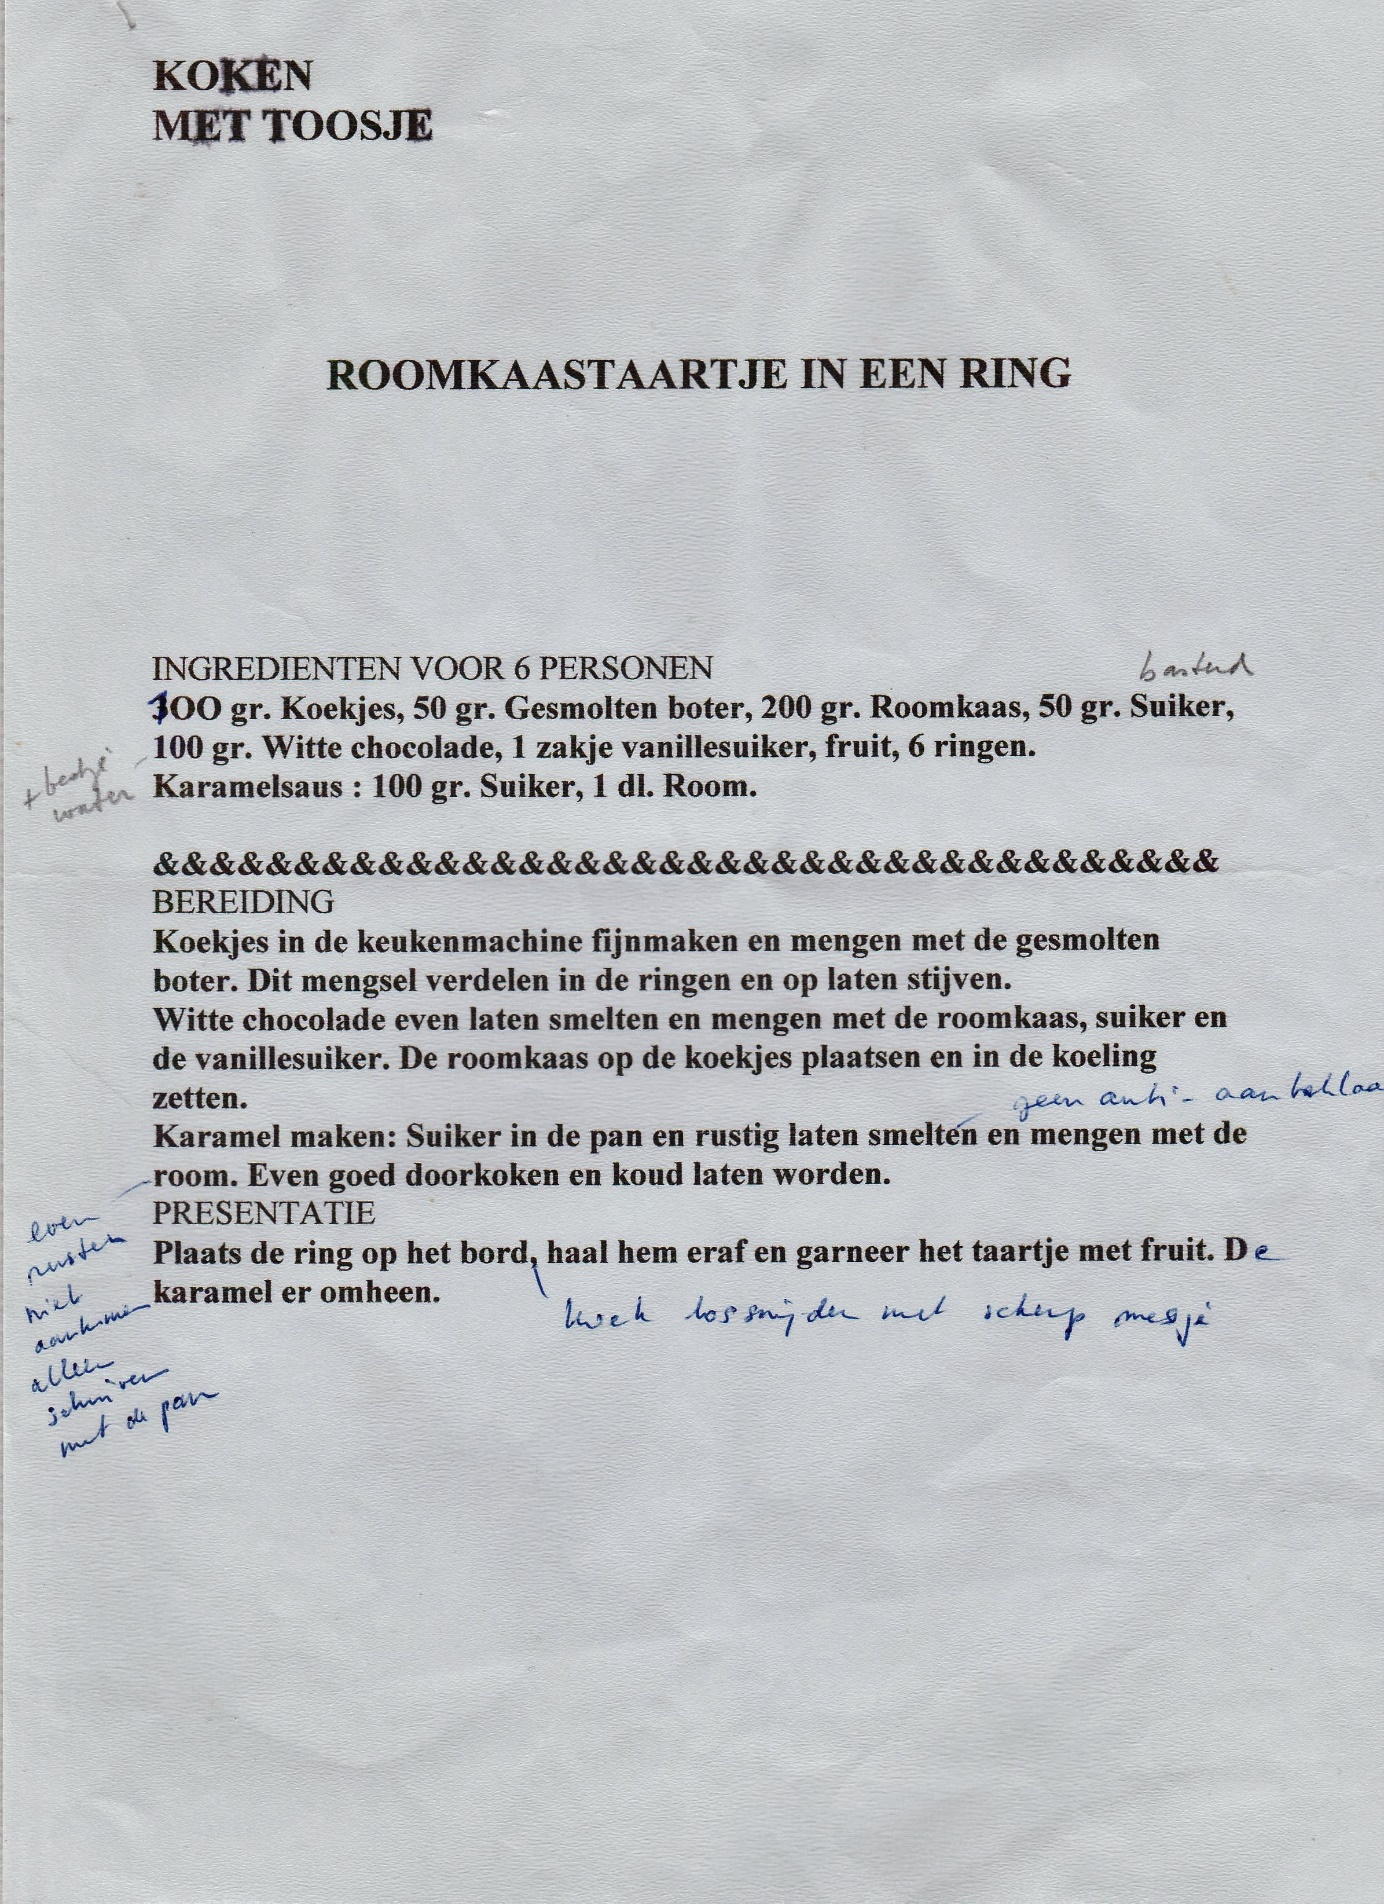 KOKEN
MET TOOSJE
ROOMKAASTAARTJE IN EEN RING
INGREDIENTEN VOOR 6 PERSONEN
basterd
1OO gr. Koekjes, 50 gr. Gesmolten boter, 200 gr. Roomkaas, 50 gr. Suiker,
100 gr. Witte chocolade, 1 zakje vanillesuiker, fruit, 6 ringen.
+ beetje
water
Karamelsaus : 100 gr. Suiker, 1 dl. Room.
&&&&&&&&&&&&&&&&&&&&&&&&&&&&&&&&&&&&&&
BEREIDING
Koekjes in de keukenmachine fijnmaken en mengen met de gesmolten
boter. Dit mengsel verdelen in de ringen en op laten stijven.
Witte chocolade even laten smelten en mengen met de roomkaas, suiker en
de vanillesuiker. De roomkaas op de koekjes plaatsen en in de koeling
zetten.
geen anti-
Karamel maken: Suiker in de pan en rustig laten smelten en mengen met de
room. Even goed doorkoken en koud laten worden.
PRESENTATIE
Plaats de ring op het bord, haal hem eraf en garneer het taartje met fruit. De
karamel er omheen.
lossnijden met scherp mesje
even
rusten
niet
aankomen
alleen
schuiven
met de pan